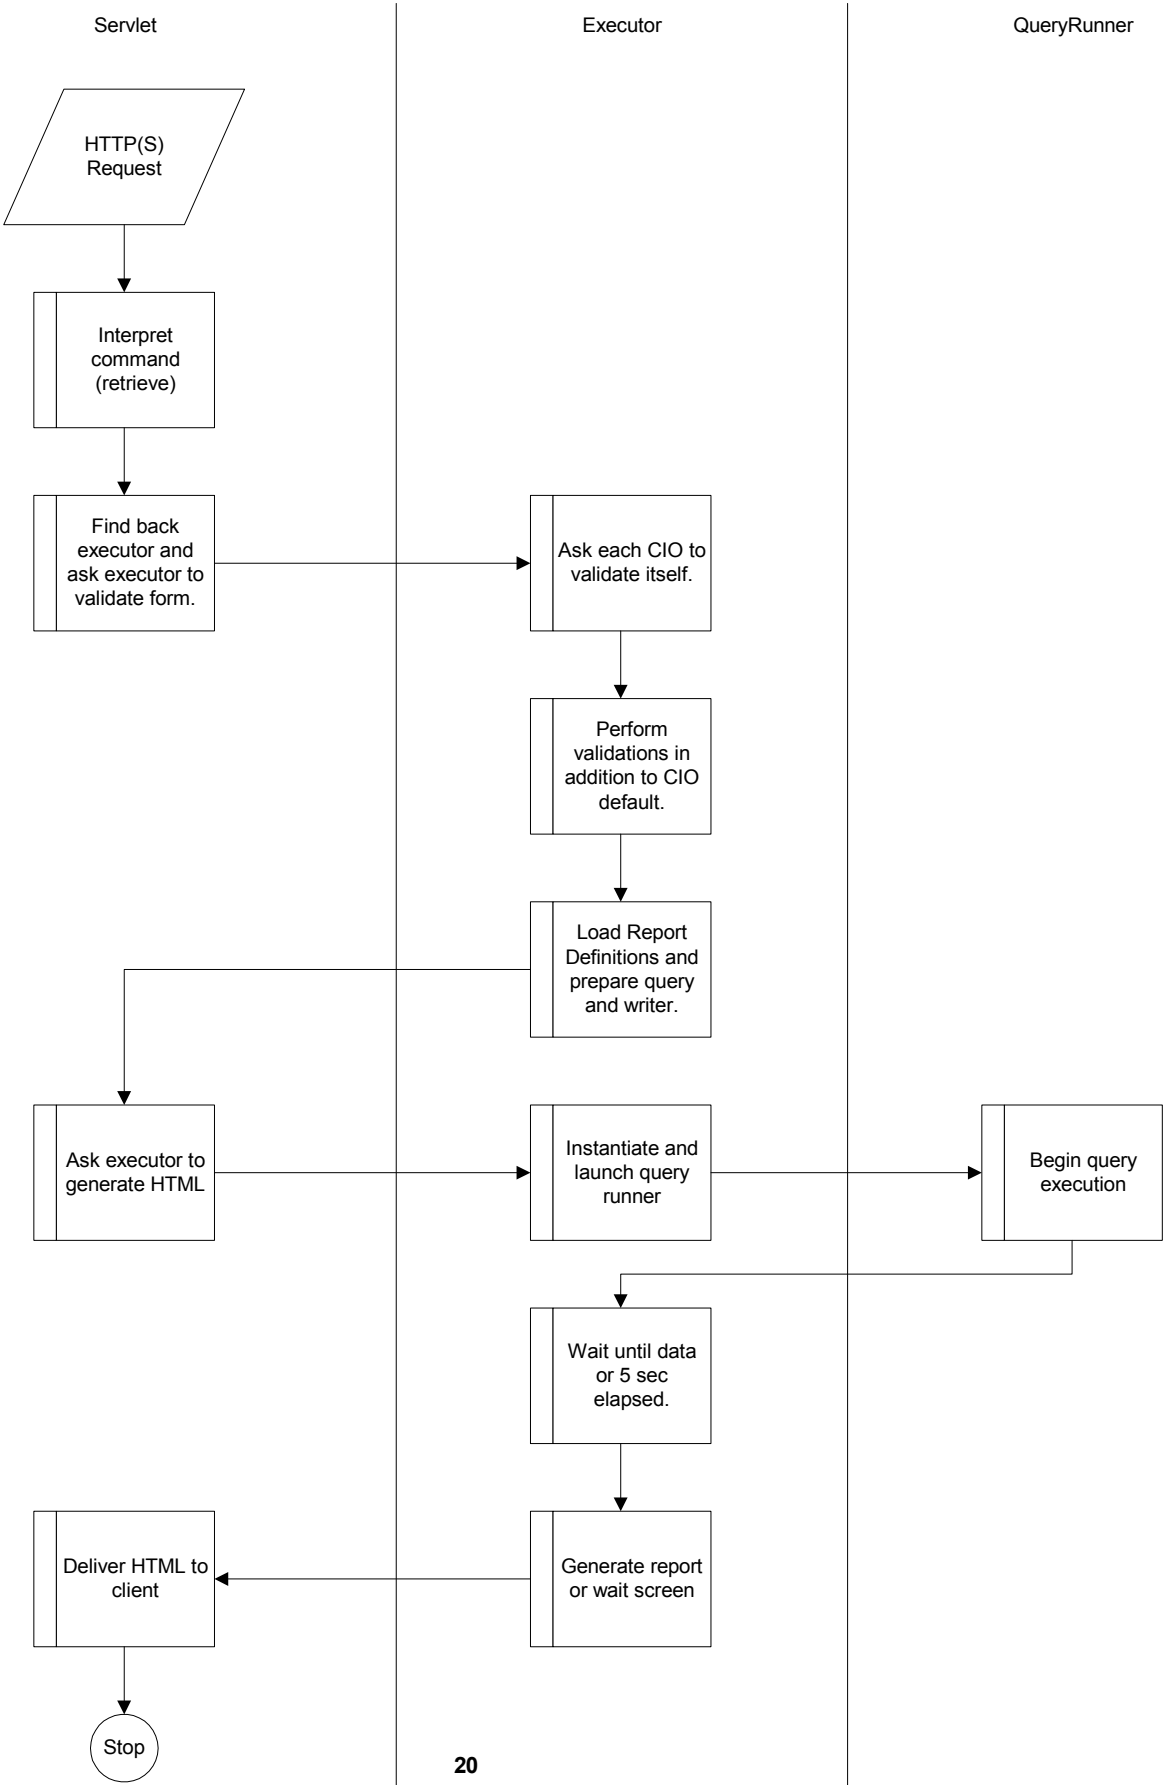 Servlet
Executor
QueryRunner
HTTP(S)
Request
Interpret
command
(retrieve)
Find back
executor and
ask executor to
validate form.
Ask each CIO to
validate itself.
Perform
validations in
addition to CIO
default.
Load Report
Definitions and
prepare query
and writer.
Ask executor to
generate HTML
Instantiate and
launch query
runner
Begin query
execution
Wait until data
or 5 sec
elapsed.
Generate report
or wait screen
Deliver HTML to
client
Stop
20